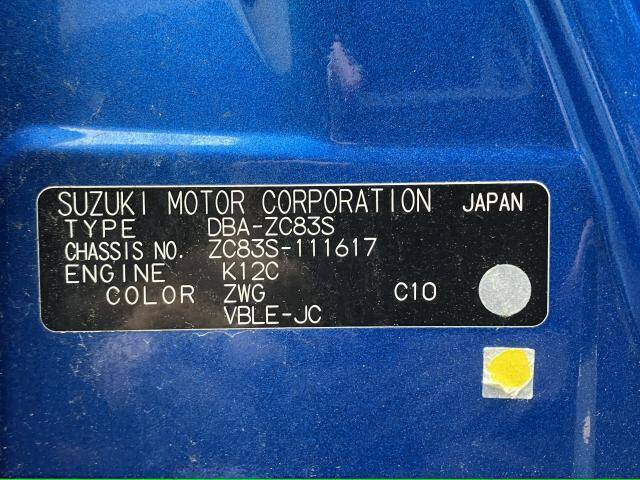 SUZUKI MOTOR CORPORATION JAPAN
TYPE DBA-ZC83S
CHASSIS NO. ZC83S-111617
ENGINE K12C
COLOR ZWG C10
VBLE-JC